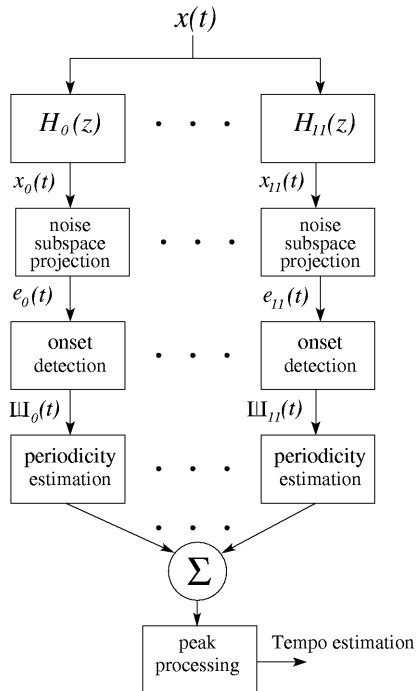 x(t)
H₀(z) . . . H₁₁(z)
x₀(t) x₁₁(t)
noise subspace projection . . . noise subspace projection
e₀(t) e₁₁(t)
onset detection . . . onset detection
Ш₀(t) Ш₁₁(t)
periodicity estimation . . . periodicity estimation
. . .
Σ
peak processing
Tempo estimation